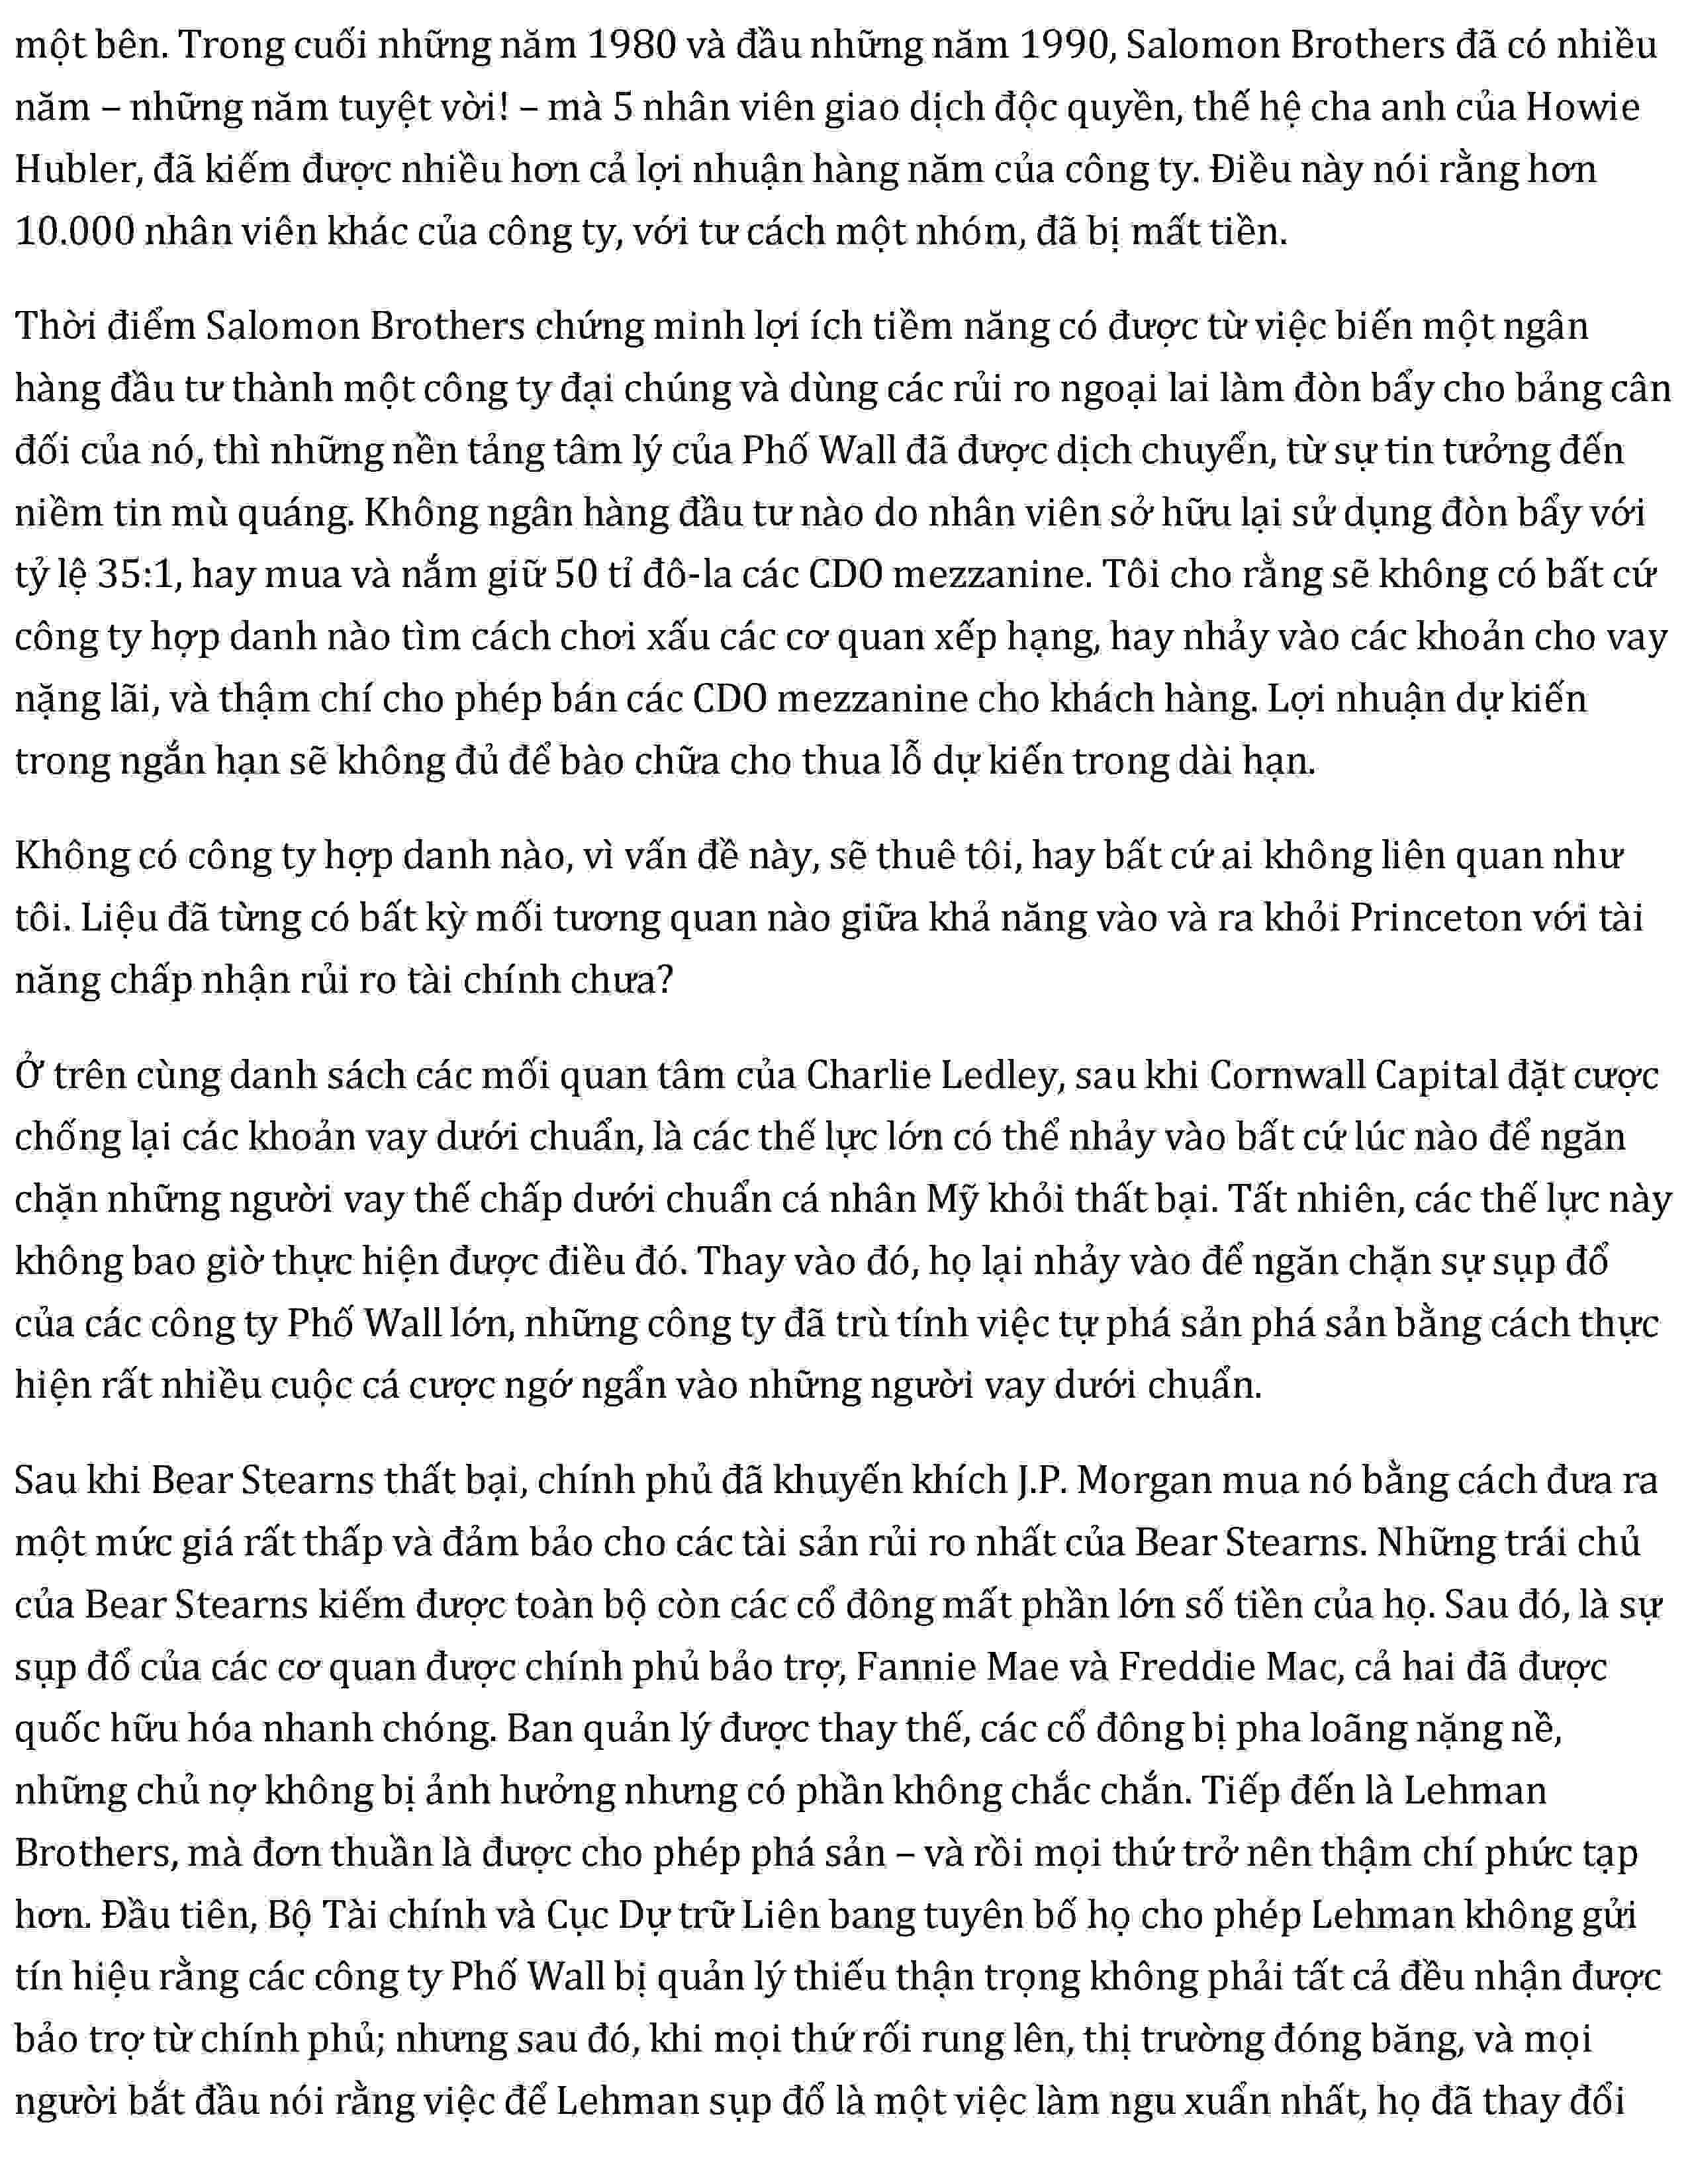 một bên. Trong cuối những năm 1980 và đầu những năm 1990, Salomon Brothers đã có nhiều
năm – những năm tuyệt vời! – mà 5 nhân viên giao dịch độc quyền, thế hệ cha anh của Howie
Hubler, đã kiếm được nhiều hơn cả lợi nhuận hàng năm của công ty. Điều này nói rằng hơn
10.000 nhân viên khác của công ty, với tư cách một nhóm, đã bị mất tiền.
Thời điểm Salomon Brothers chứng minh lợi ích tiềm năng có được từ việc biến một ngân
hàng đầu tư thành một công ty đại chúng và dùng các rủi ro ngoại lai làm đòn bẩy cho bảng cân
đối của nó, thì những nền tảng tâm lý của Phố Wall đã được dịch chuyển, từ sự tin tưởng đến
niềm tin mù quáng. Không ngân hàng đầu tư nào do nhân viên sở hữu lại sử dụng đòn bẩy với
tỷ lệ 35:1, hay mua và nắm giữ 50 tỉ đô-la các CDO mezzanine. Tôi cho rằng sẽ không có bất cứ
công ty hợp danh nào tìm cách chơi xấu các cơ quan xếp hạng, hay nhảy vào các khoản cho vay
nặng lãi, và thậm chí cho phép bán các CDO mezzanine cho khách hàng. Lợi nhuận dự kiến
trong ngắn hạn sẽ không đủ để bào chữa cho thua lỗ dự kiến trong dài hạn.
Không có công ty hợp danh nào, vì vấn đề này, sẽ thuê tôi, hay bất cứ ai không liên quan như
tôi. Liệu đã từng có bất kỳ mối tương quan nào giữa khả năng vào và ra khỏi Princeton với tài
năng chấp nhận rủi ro tài chính chưa?
Ở trên cùng danh sách các mối quan tâm của Charlie Ledley, sau khi Cornwall Capital đặt cược
chống lại các khoản vay dưới chuẩn, là các thế lực lớn có thể nhảy vào bất cứ lúc nào để ngăn
chặn những người vay thế chấp dưới chuẩn cá nhân Mỹ khỏi thất bại. Tất nhiên, các thế lực này
không bao giờ thực hiện được điều đó. Thay vào đó, họ lại nhảy vào để ngăn chặn sự sụp đổ
của các công ty Phố Wall lớn, những công ty đã trù tính việc tự phá sản phá sản bằng cách thực
hiện rất nhiều cuộc cá cược ngớ ngẩn vào những người vay dưới chuẩn.
Sau khi Bear Stearns thất bại, chính phủ đã khuyến khích J.P. Morgan mua nó bằng cách đưa ra
một mức giá rất thấp và đảm bảo cho các tài sản rủi ro nhất của Bear Stearns. Những trái chủ
của Bear Stearns kiếm được toàn bộ còn các cổ đông mất phần lớn số tiền của họ. Sau đó, là sự
sụp đổ của các cơ quan được chính phủ bảo trợ, Fannie Mae và Freddie Mac, cả hai đã được
quốc hữu hóa nhanh chóng. Ban quản lý được thay thế, các cổ đông bị pha loãng nặng nề,
những chủ nợ không bị ảnh hưởng nhưng có phần không chắc chắn. Tiếp đến là Lehman
Brothers, mà đơn thuần là được cho phép phá sản – và rồi mọi thứ trở nên thậm chí phức tạp
hơn. Đầu tiên, Bộ Tài chính và Cục Dự trữ Liên bang tuyên bố họ cho phép Lehman không gửi
tín hiệu rằng các công ty Phố Wall bị quản lý thiếu thận trọng không phải tất cả đều nhận được
bảo trợ từ chính phủ; nhưng sau đó, khi mọi thứ rối rung lên, thị trường đóng băng, và mọi
người bắt đầu nói rằng việc để Lehman sụp đổ là một việc làm ngu xuẩn nhất, họ đã thay đổi